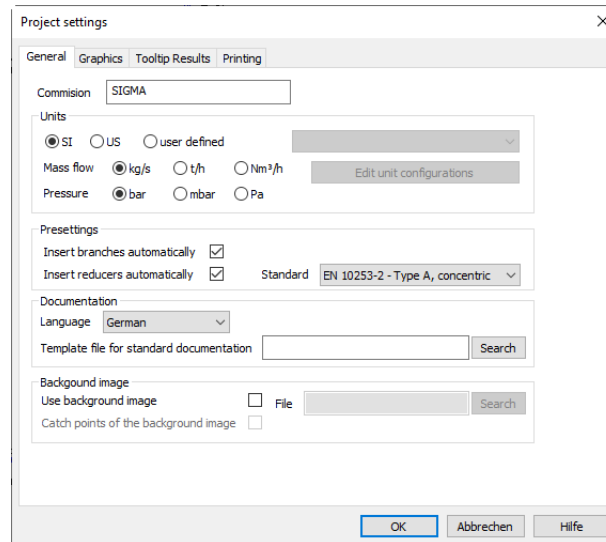 Project settings
General Graphics Tooltip Results Printing
Commision SIGMA
Units
SI US user defined
Mass flow kg/s t/h Nm³/h Edit unit configurations
Pressure bar mbar Pa
Presettings
Insert branches automatically
Insert reducers automatically Standard EN 10253-2 - Type A, concentric
Documentation
Language German
Template file for standard documentation Search
Backgound image
Use background image File Search
Catch points of the background image
OK Abbrechen Hilfe